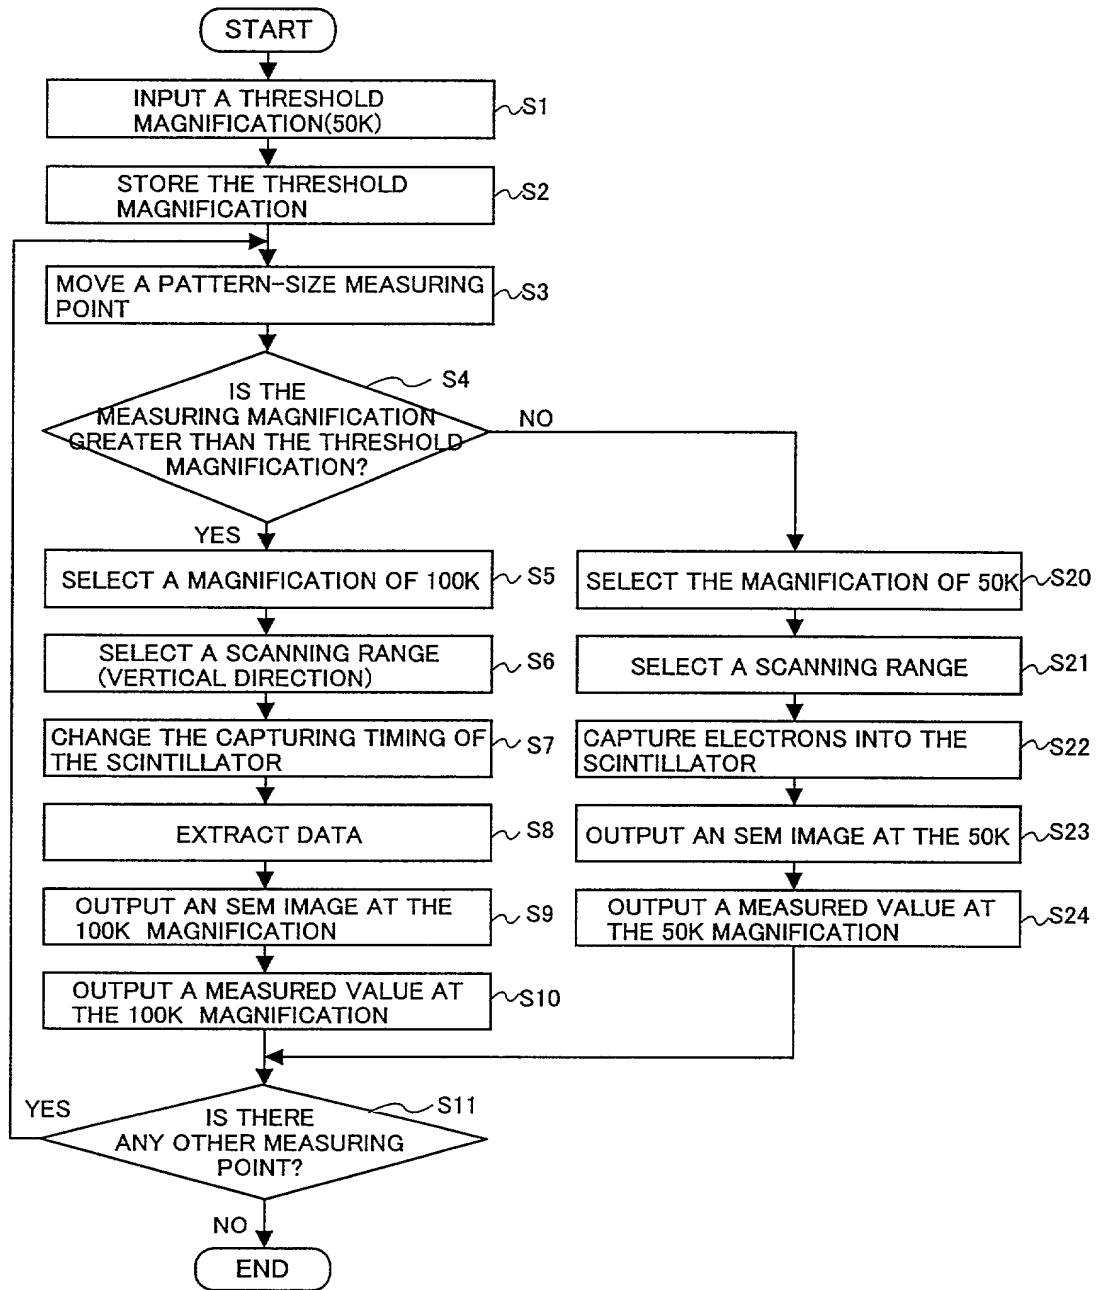 START
INPUT A THRESHOLD
MAGNIFICATION(50K)
S1
STORE THE THRESHOLD
MAGNIFICATION
S2
MOVE A PATTERN-SIZE MEASURING
POINT
S3
IS THE
MEASURING MAGNIFICATION
GREATER THAN THE THRESHOLD
MAGNIFICATION?
S4
NO
YES
SELECT A MAGNIFICATION OF 100K
S5
SELECT A SCANNING RANGE
(VERTICAL DIRECTION)
S6
CHANGE THE CAPTURING TIMING OF
THE SCINTILLATOR
S7
EXTRACT DATA
S8
OUTPUT AN SEM IMAGE AT THE
100K MAGNIFICATION
S9
OUTPUT A MEASURED VALUE AT
THE 100K MAGNIFICATION
S10
SELECT THE MAGNIFICATION OF 50K
S20
SELECT A SCANNING RANGE
S21
CAPTURE ELECTRONS INTO THE
SCINTILLATOR
S22
OUTPUT AN SEM IMAGE AT THE 50K
S23
OUTPUT A MEASURED VALUE AT
THE 50K MAGNIFICATION
S24
YES
IS THERE
ANY OTHER MEASURING
POINT?
S11
NO
END